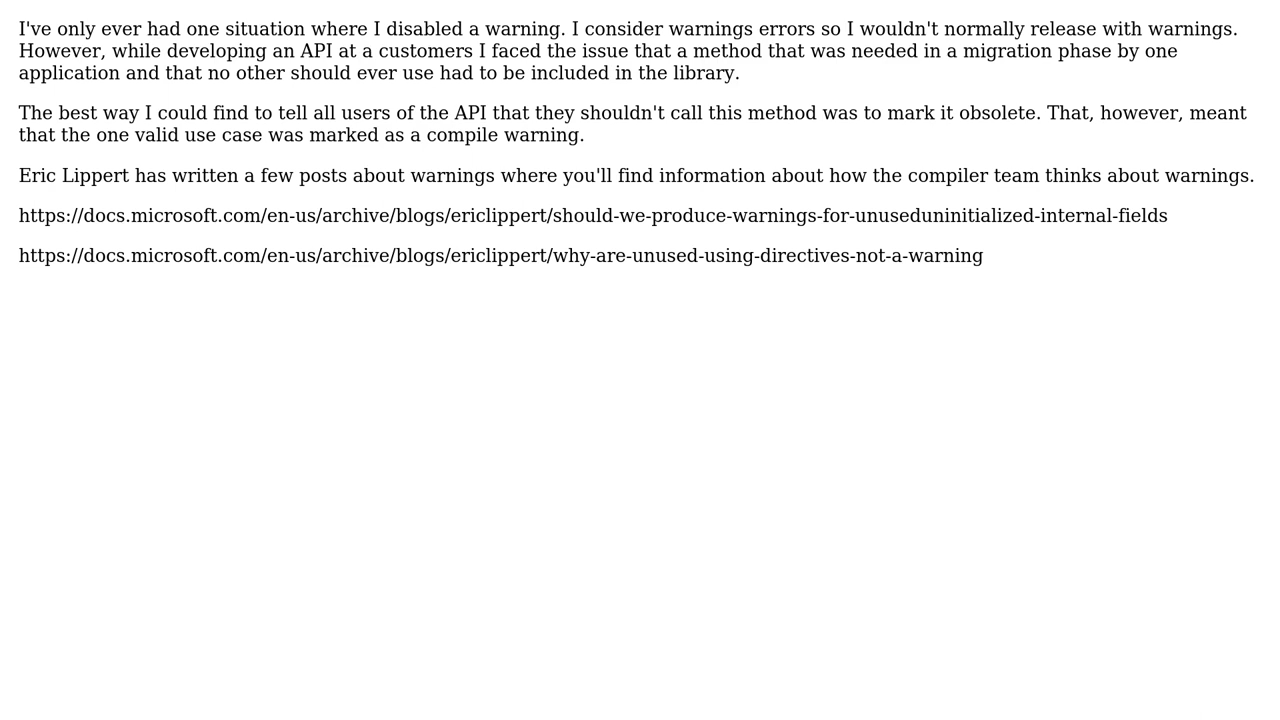 I've only ever had one situation where I disabled a warning. I consider warnings errors so I wouldn't normally release with warnings.
However, while developing an API at a customers I faced the issue that a method that was needed in a migration phase by one
application and that no other should ever use had to be included in the library.
The best way I could find to tell all users of the API that they shouldn't call this method was to mark it obsolete. That, however, meant
that the one valid use case was marked as a compile warning.
Eric Lippert has written a few posts about warnings where you'll find information about how the compiler team thinks about warnings.
https://docs.microsoft.com/en-us/archive/blogs/ericlippert/should-we-produce-warnings-for-unuseduninitialized-internal-fields
https://docs.microsoft.com/en-us/archive/blogs/ericlippert/why-are-unused-using-directives-not-a-warning